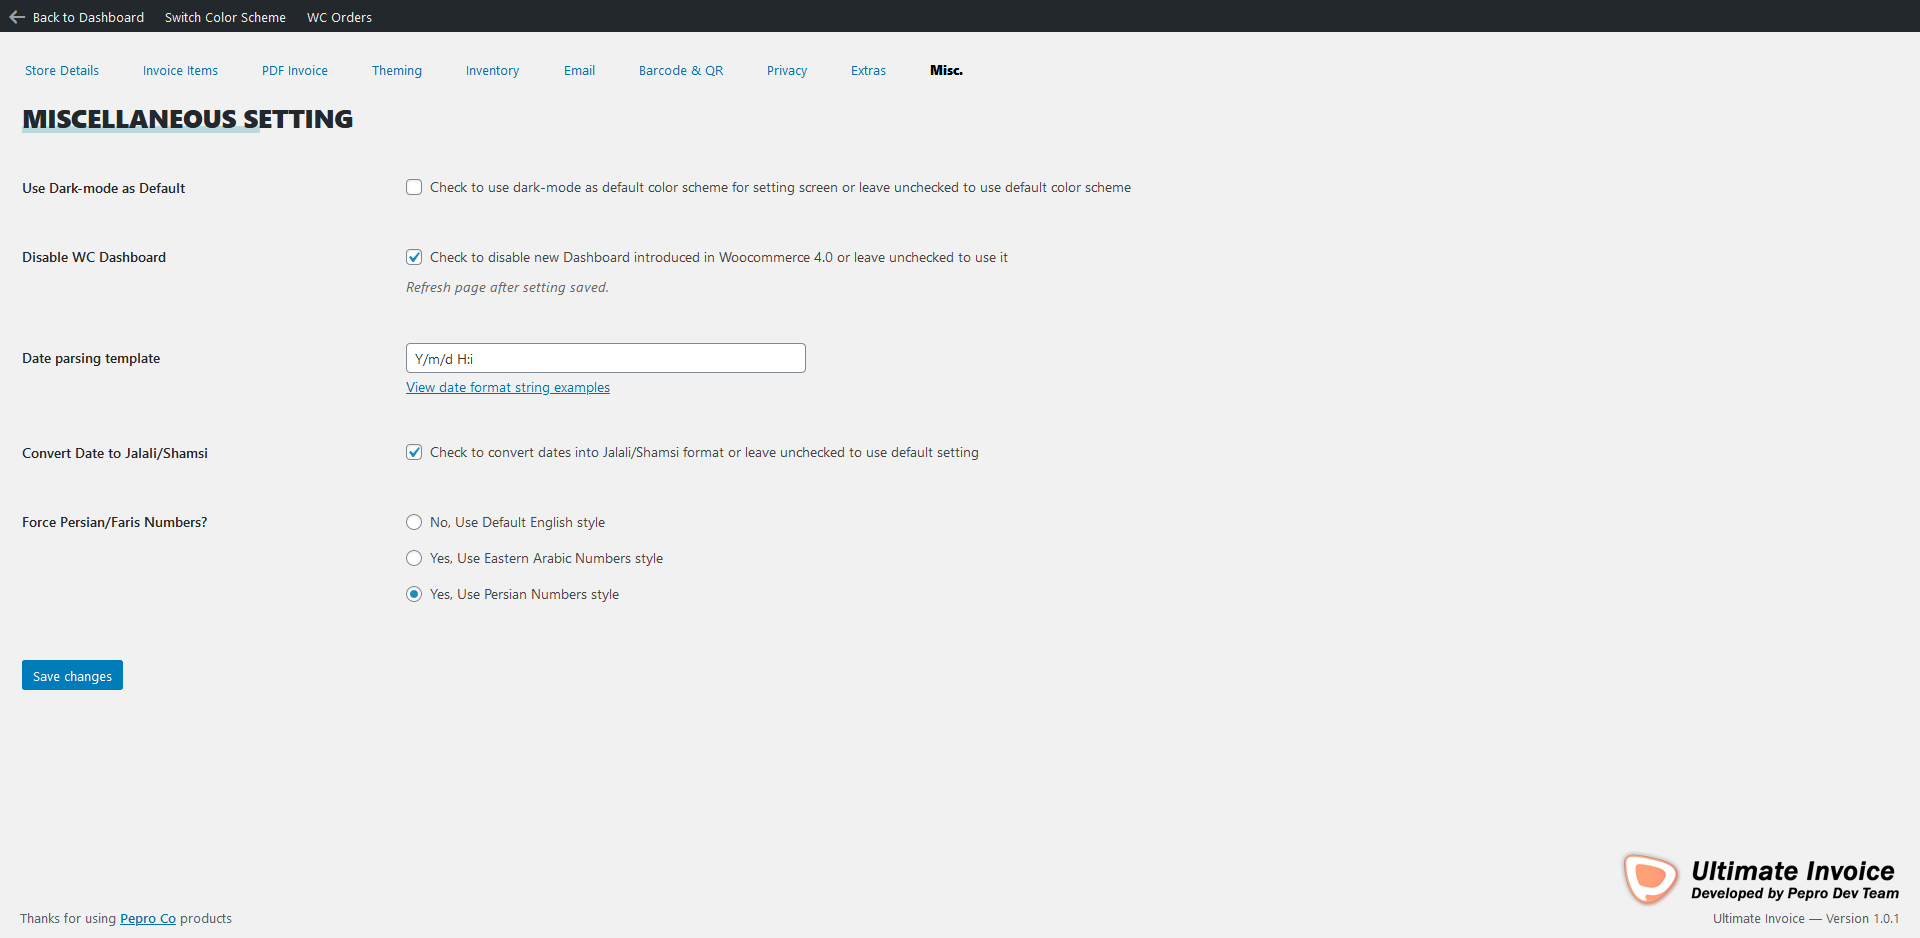 Back to Dashboard Switch Color Scheme WC Orders
Store Details Invoice Items PDF Invoice Theming Inventory Email Barcode & QR Privacy Extras Misc.
MISCELLANEOUS SETTING
Use Dark-mode as Default
Check to use dark-mode as default color scheme for setting screen or leave unchecked to use default color scheme
Disable WC Dashboard
Check to disable new Dashboard introduced in Woocommerce 4.0 or leave unchecked to use it
Refresh page after setting saved.
Date parsing template
Y/m/d H:i
View date format string examples
Convert Date to Jalali/Shamsi
Check to convert dates into Jalali/Shamsi format or leave unchecked to use default setting
Force Persian/Faris Numbers?
No, Use Default English style
Yes, Use Eastern Arabic Numbers style
Yes, Use Persian Numbers style
Save changes
Ultimate Invoice
Developed by Pepro Dev Team
Thanks for using Pepro Co products
Ultimate Invoice — Version 1.0.1